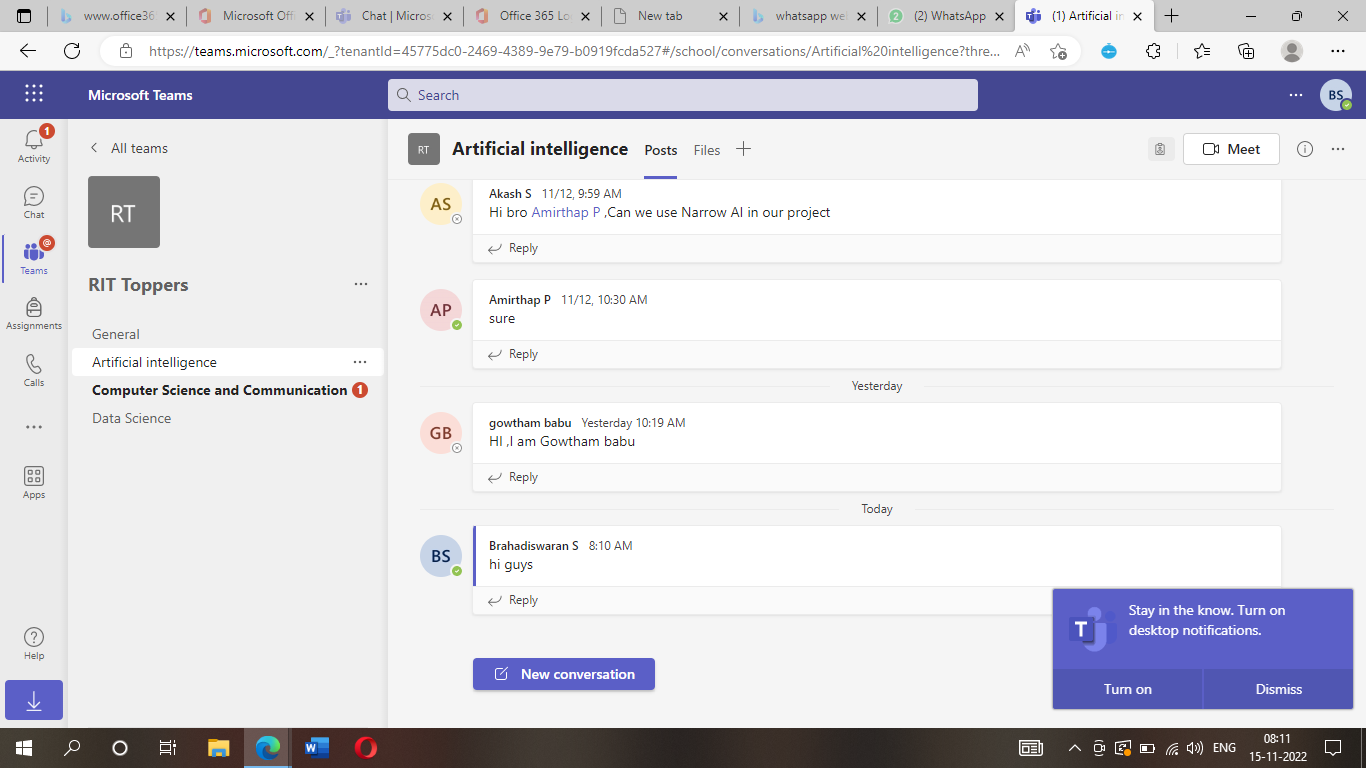 www.office36
Microsoft Offi
Chat | Micros
Office 365 Lo
New tab
whatsapp we
(2) WhatsApp
(1) Artificial in
https://teams.microsoft.com/_?tenantId=45775dc0-2469-4389-9e79-b0919fcda527#/school/conversations/Artificial%20intelligence?thre...
Microsoft Teams
Search
BS
Activity
1
Chat
Teams
@
Assignments
Calls
Apps
Help
All teams
RT
RIT Toppers
General
Artificial intelligence
Computer Science and Communication 1
Data Science
RT
Artificial intelligence
Posts
Files
Meet
AS
Akash S 11/12, 9:59 AM
Hi bro Amirthap P ,Can we use Narrow AI in our project
Reply
AP
Amirthap P 11/12, 10:30 AM
sure
Reply
Yesterday
GB
gowtham babu Yesterday 10:19 AM
HI ,I am Gowtham babu
Reply
Today
BS
Brahadiswaran S 8:10 AM
hi guys
Reply
New conversation
T
Stay in the know. Turn on
desktop notifications.
Turn on
Dismiss
ENG
08:11
15-11-2022